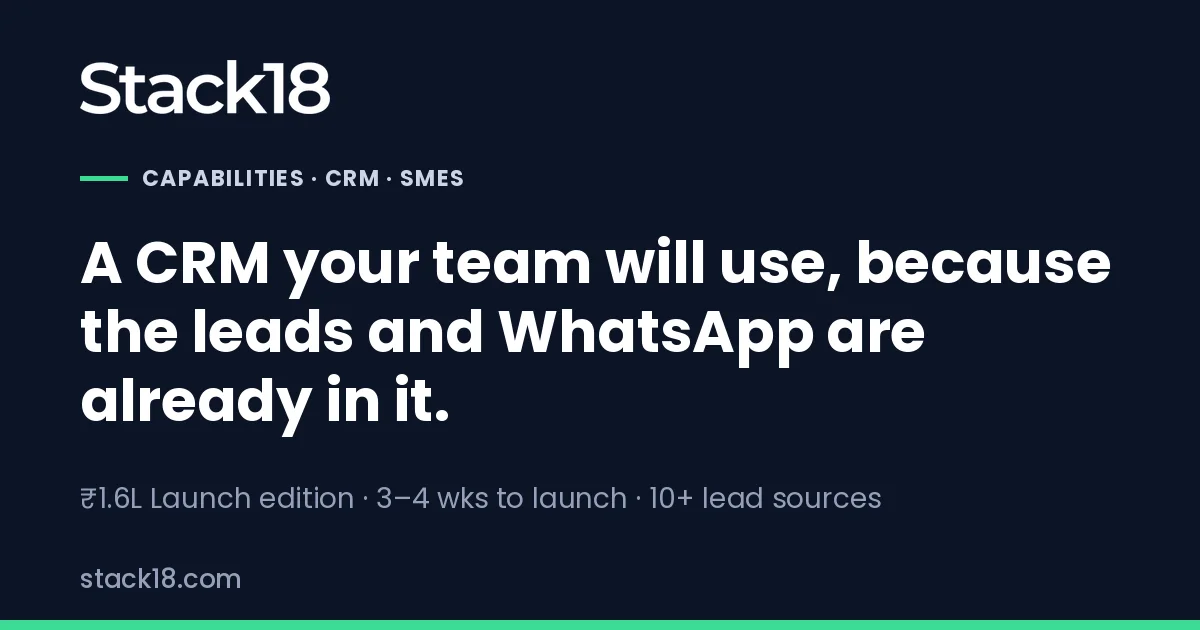 Stack18
CAPABILITIES · CRM · SMES
A CRM your team will use, because
the leads and WhatsApp are
already in it.
₹1.6L Launch edition · 3–4 wks to launch · 10+ lead sources
stack18.com